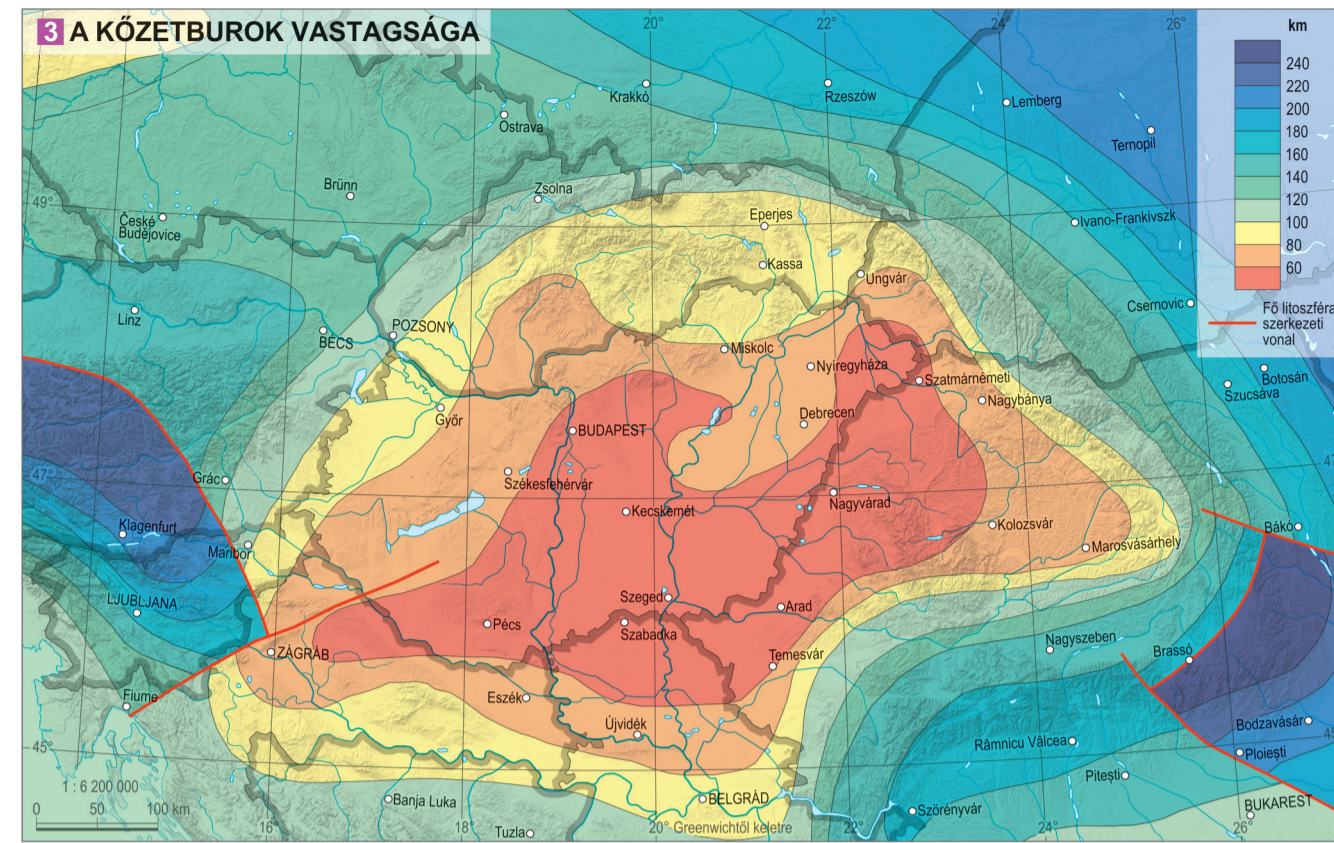 3 A KŐZETBUROK VASTAGSÁGA
20°
22°
24°
26°
km
240
220
200
180
160
140
120
100
80
60
Fő litoszféra
szerkezeti
vonal
Krakkó
Rzeszów
Lemberg
Ostrava
Ternopil
Brünn
Zsolna
49°
České
Budějovice
Eperjes
Ivano-Frankivszk
Kassa
Ungvár
Csernovic
Linz
BÉCS
POZSONY
Miskolc
Nyíregyháza
Szatmárnémeti
Botosán
Szucsáva
Nagybánya
Győr
Debrecen
BUDAPEST
47°
47
Grác
Székesfehérvár
Nagyvárad
Kecskemét
Kolozsvár
Klagenfurt
Bákó
Maribor
Marosvásárhely
LJUBLJANA
Szeged
Arad
Pécs
Szabadka
Nagyszeben
ZÁGRÁB
Temesvár
Brassó
Fiume
Eszék
Újvidék
Bodzavásár
45°
45
Râmnicu Vâlcea
Ploiești
Pitești
1 : 6 200 000
0 50 100 km
Banja Luka
BELGRÁD
Szörényvár
BUKAREST
16°
18°
Tuzla
20° Greenwichtől keletre
22°
24°
26°